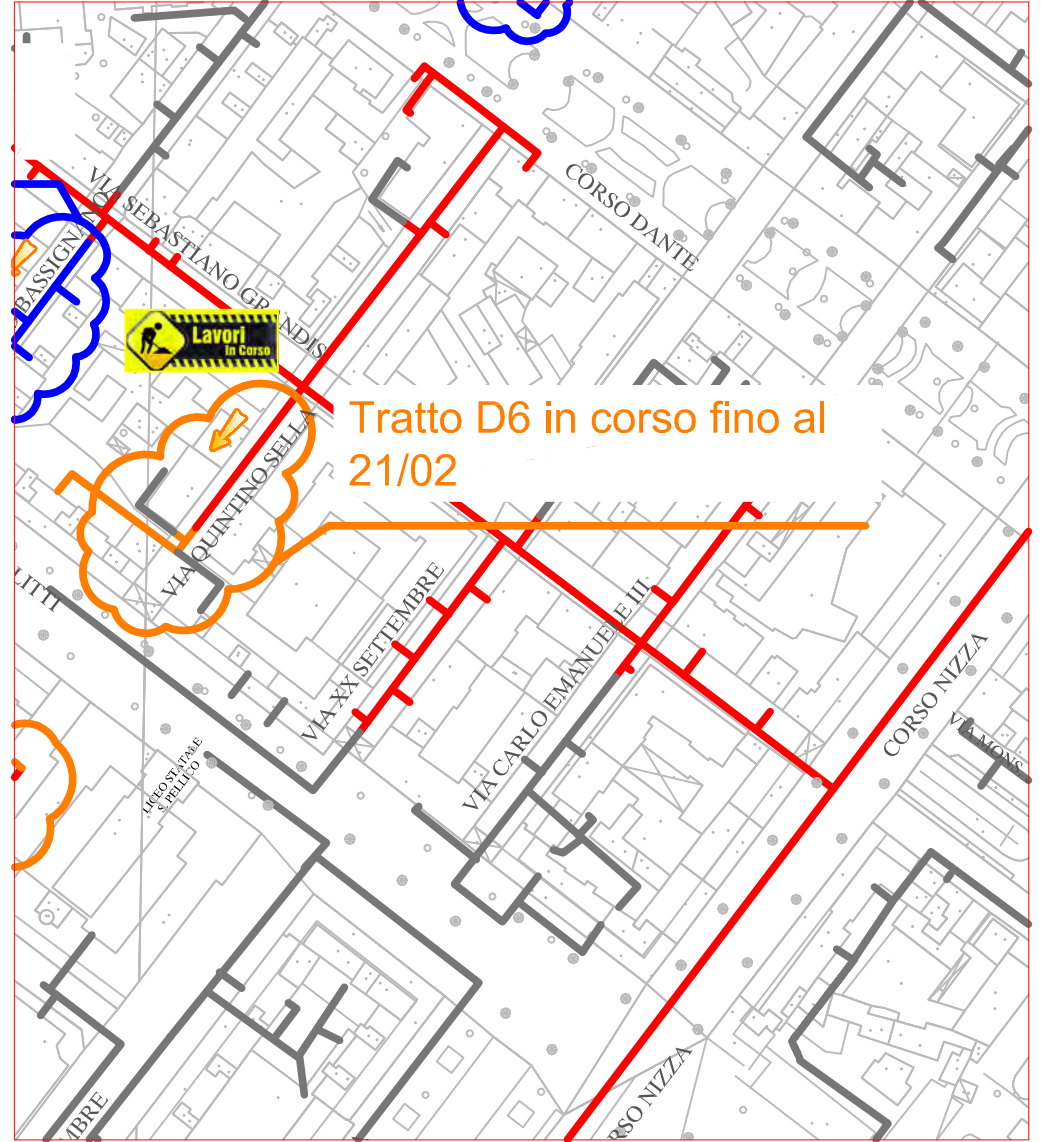 CORSO DANTE
VIA SEBASTIANO GRANDIS
BASSIGNANO
Lavori
In Corso
Tratto D6 in corso fino al
21/02
VIA QUINTINO SELLA
LITTI
VIA XX SETTEMBRE
VIA CARLO EMANUELE III
CORSO NIZZA
VIA MONS.
LICEO STATALE
S. PELLICO
RSO NIZZA
MBRE